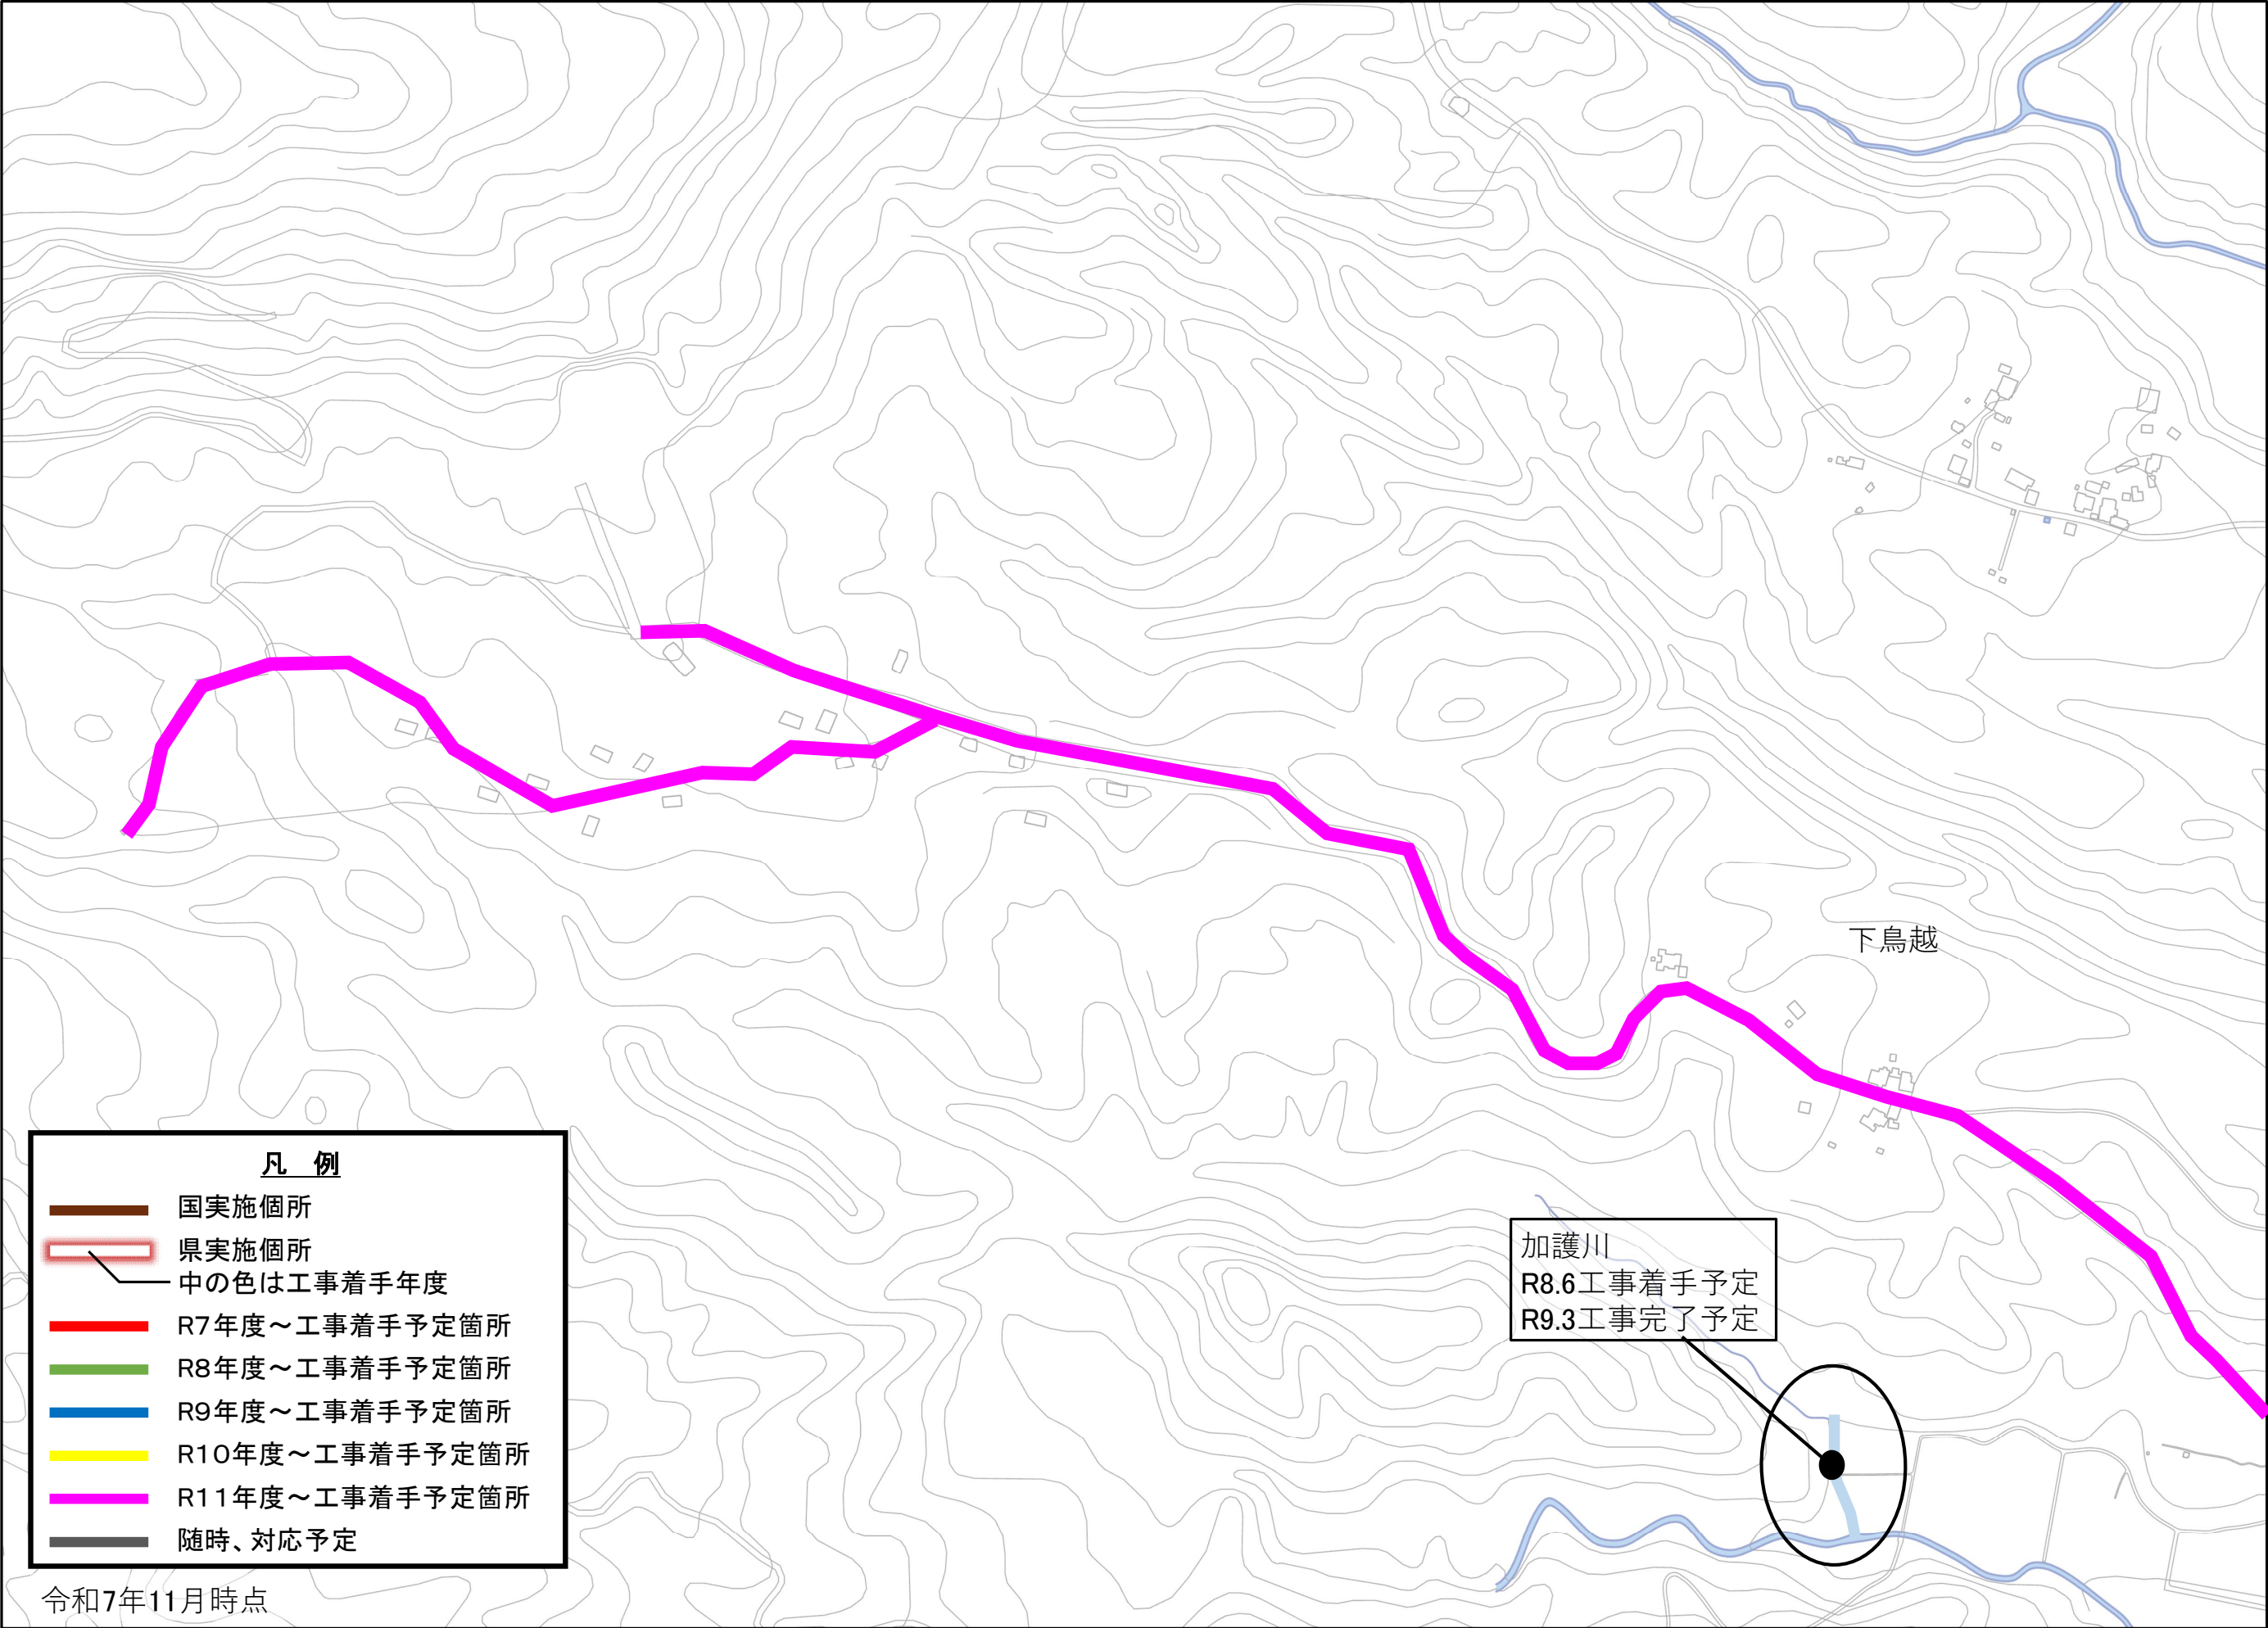 下鳥越
凡　例
国実施個所
県実施個所
中の色は工事着手年度
R7年度～工事着手予定箇所
R8年度～工事着手予定箇所
R9年度～工事着手予定箇所
R10年度～工事着手予定箇所
R11年度～工事着手予定箇所
随時、対応予定
加護川
R8.6工事着手予定
R9.3工事完了予定
令和7年11月時点